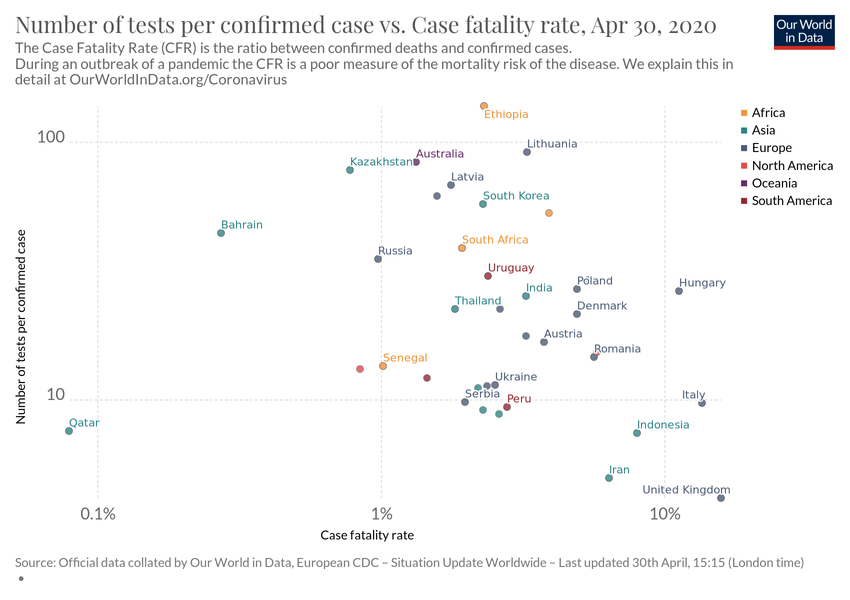 Number of tests per confirmed case vs. Case fatality rate, Apr 30, 2020
Our World
in Data
The Case Fatality Rate (CFR) is the ratio between confirmed deaths and confirmed cases.
During an outbreak of a pandemic the CFR is a poor measure of the mortality risk of the disease. We explain this in
detail at OurWorldInData.org/Coronavirus
Ethiopia
Africa
Asia
Europe
North America
Oceania
South America
100
Lithuania
Australia
Kazakhstan
Latvia
South Korea
Bahrain
South Africa
Russia
Uruguay
Poland
Hungary
India
Thailand
Denmark
Austria
Romania
Senegal
Ukraine
10
Serbia
Peru
Italy
Qatar
Indonesia
Iran
United Kingdom
Number of tests per confirmed case
0.1%
1%
10%
Case fatality rate
Source: Official data collated by Our World in Data, European CDC – Situation Update Worldwide – Last updated 30th April, 15:15 (London time)